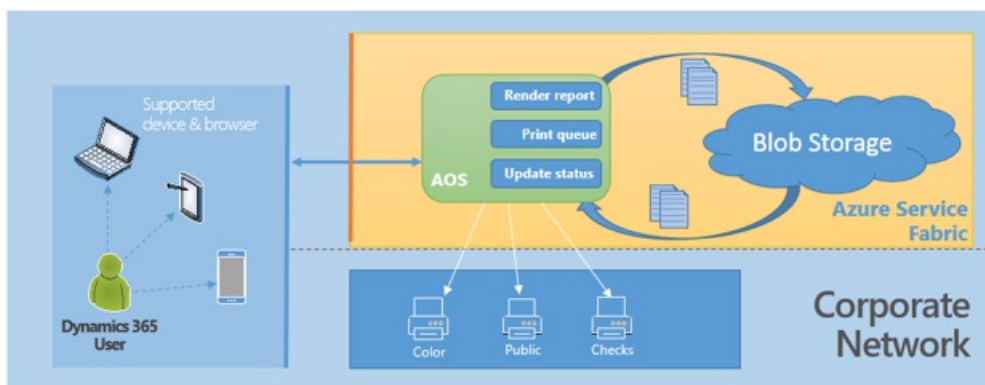 Supported
device & browser
Dynamics 365
User
Render report
Print queue
Update status
AOS
Blob Storage
Azure Service
Fabric
Color
Public
Checks
Corporate
Network